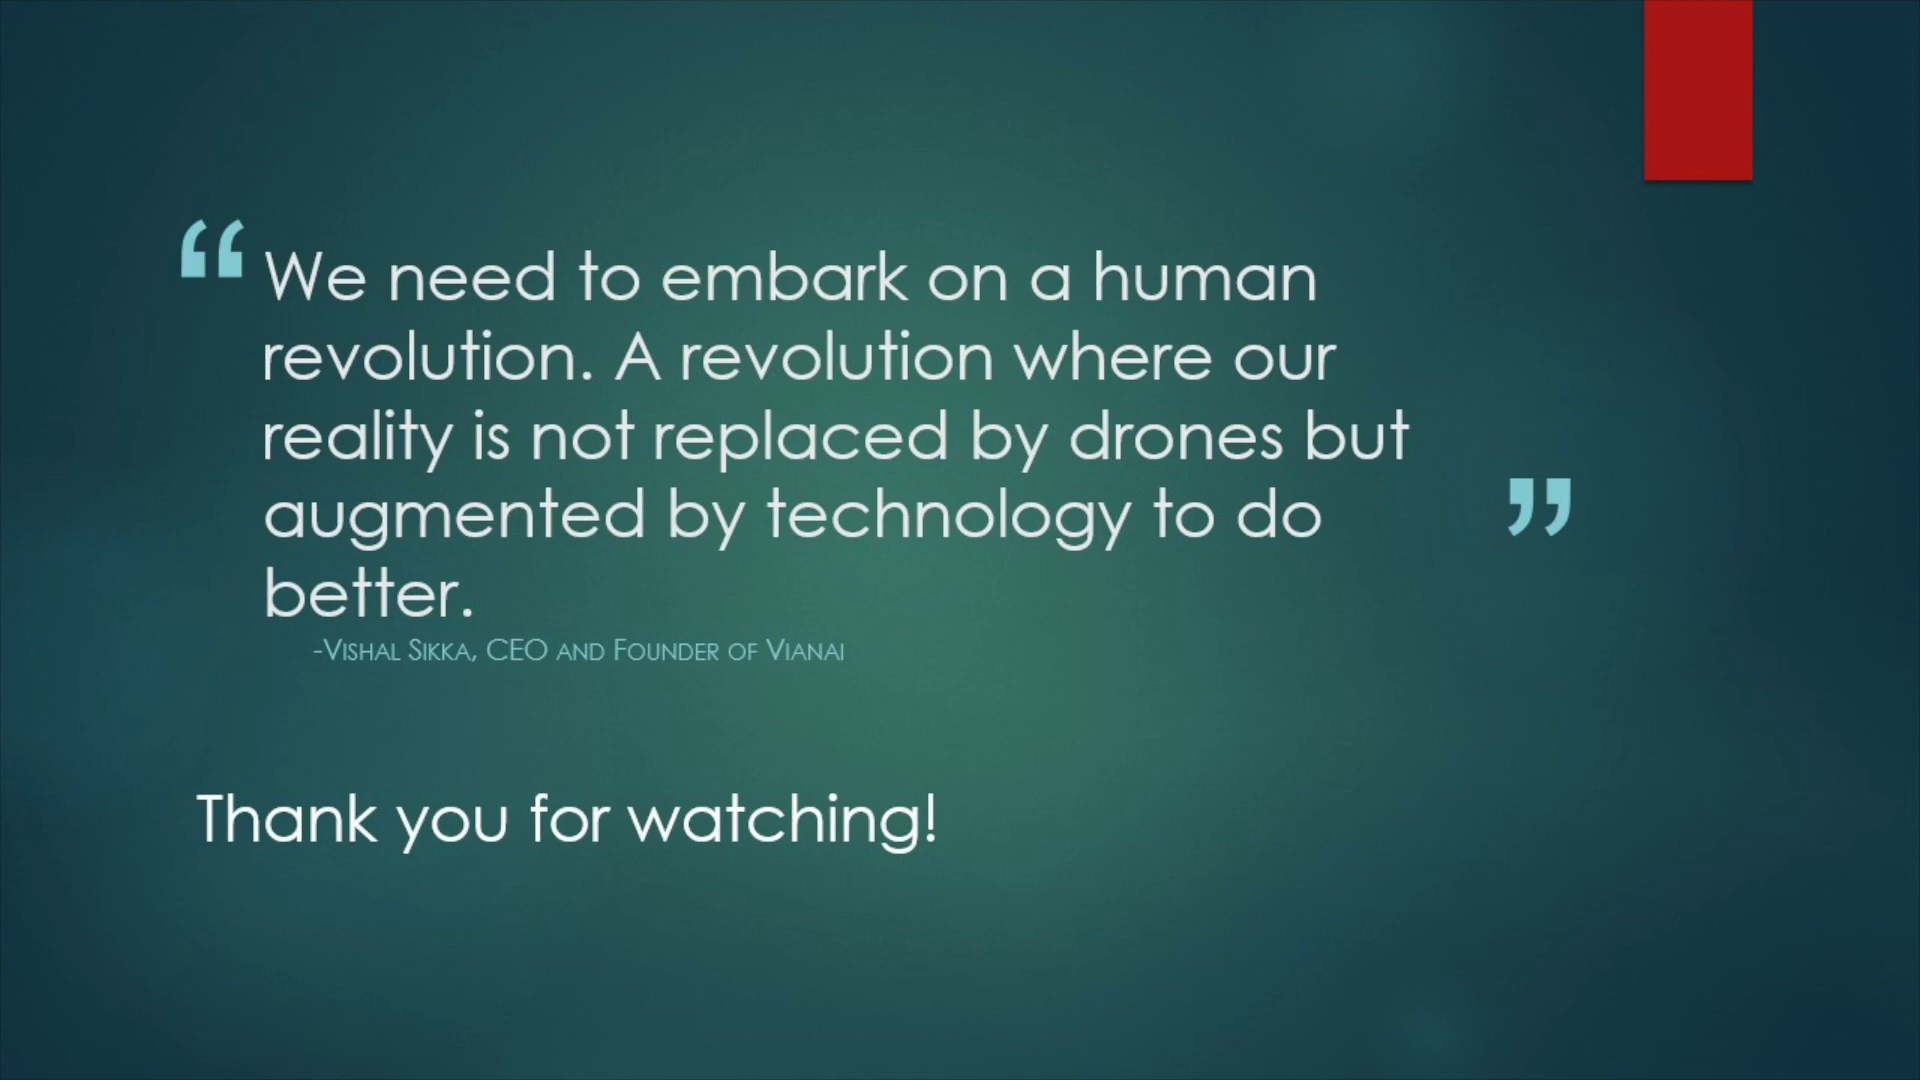 “We need to embark on a human
revolution. A revolution where our
reality is not replaced by drones but
augmented by technology to do
better.”
-Vishal Sikka, CEO and Founder of Vianai
Thank you for watching!